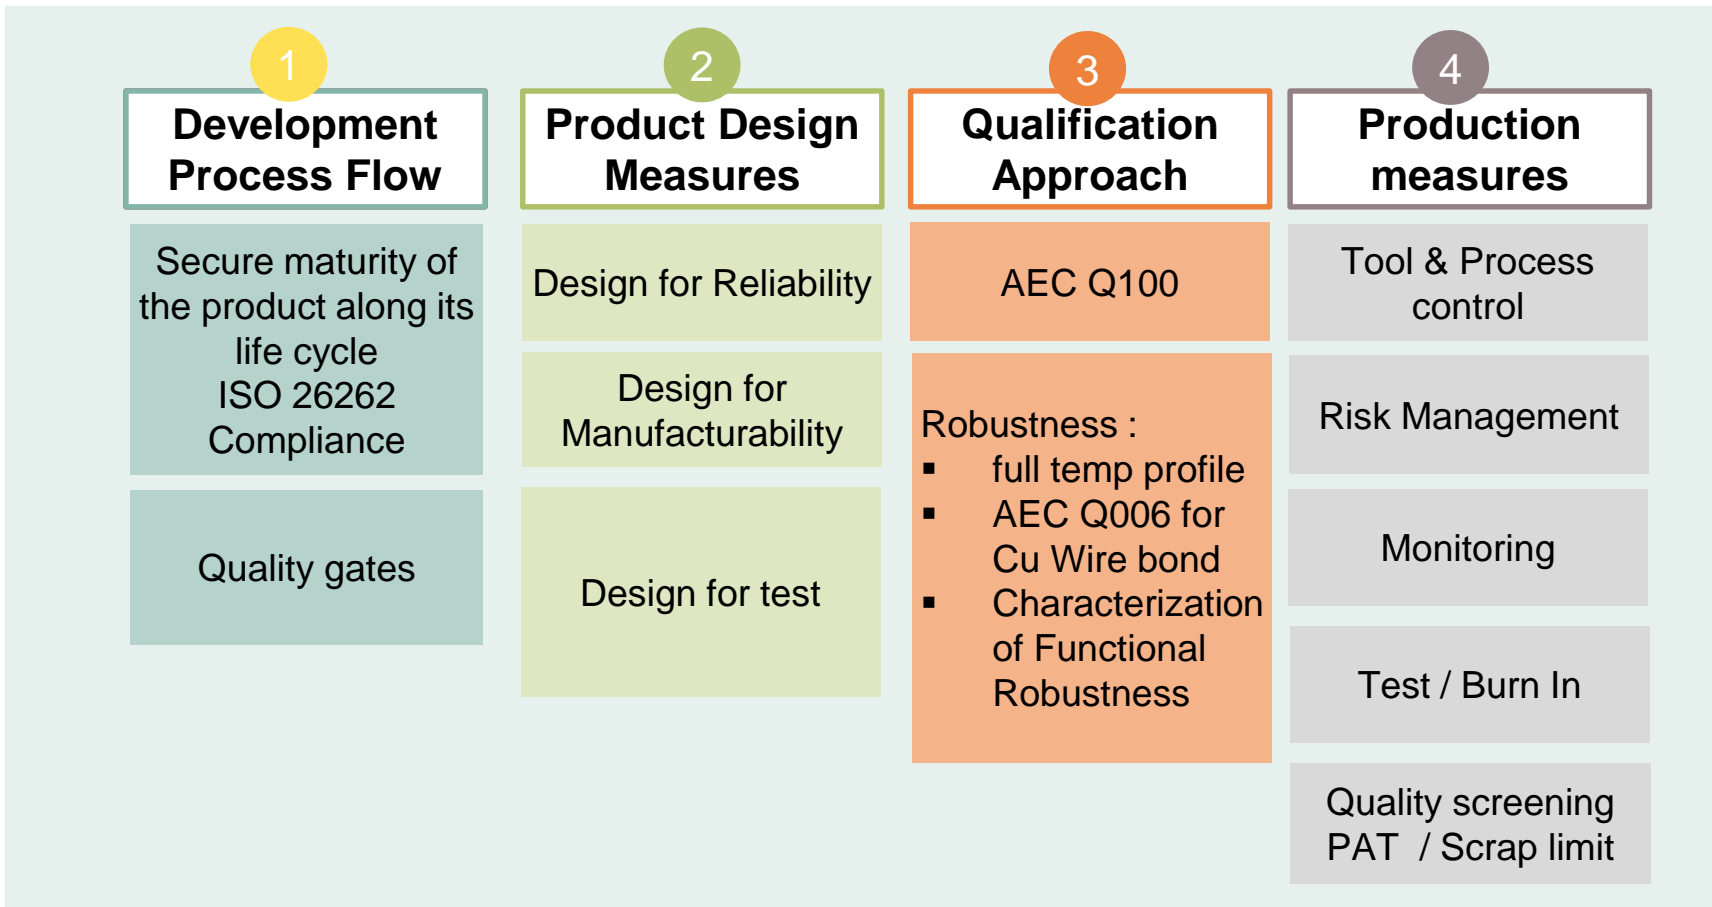 1
Development
Process Flow
Secure maturity of
the product along its
life cycle
ISO 26262
Compliance
Quality gates
2
Product Design
Measures
Design for Reliability
Design for
Manufacturability
Design for test
3
Qualification
Approach
AEC Q100
Robustness :
▪ full temp profile
▪ AEC Q006 for
Cu Wire bond
▪ Characterization
of Functional
Robustness
4
Production
measures
Tool & Process
control
Risk Management
Monitoring
Test / Burn In
Quality screening
PAT / Scrap limit